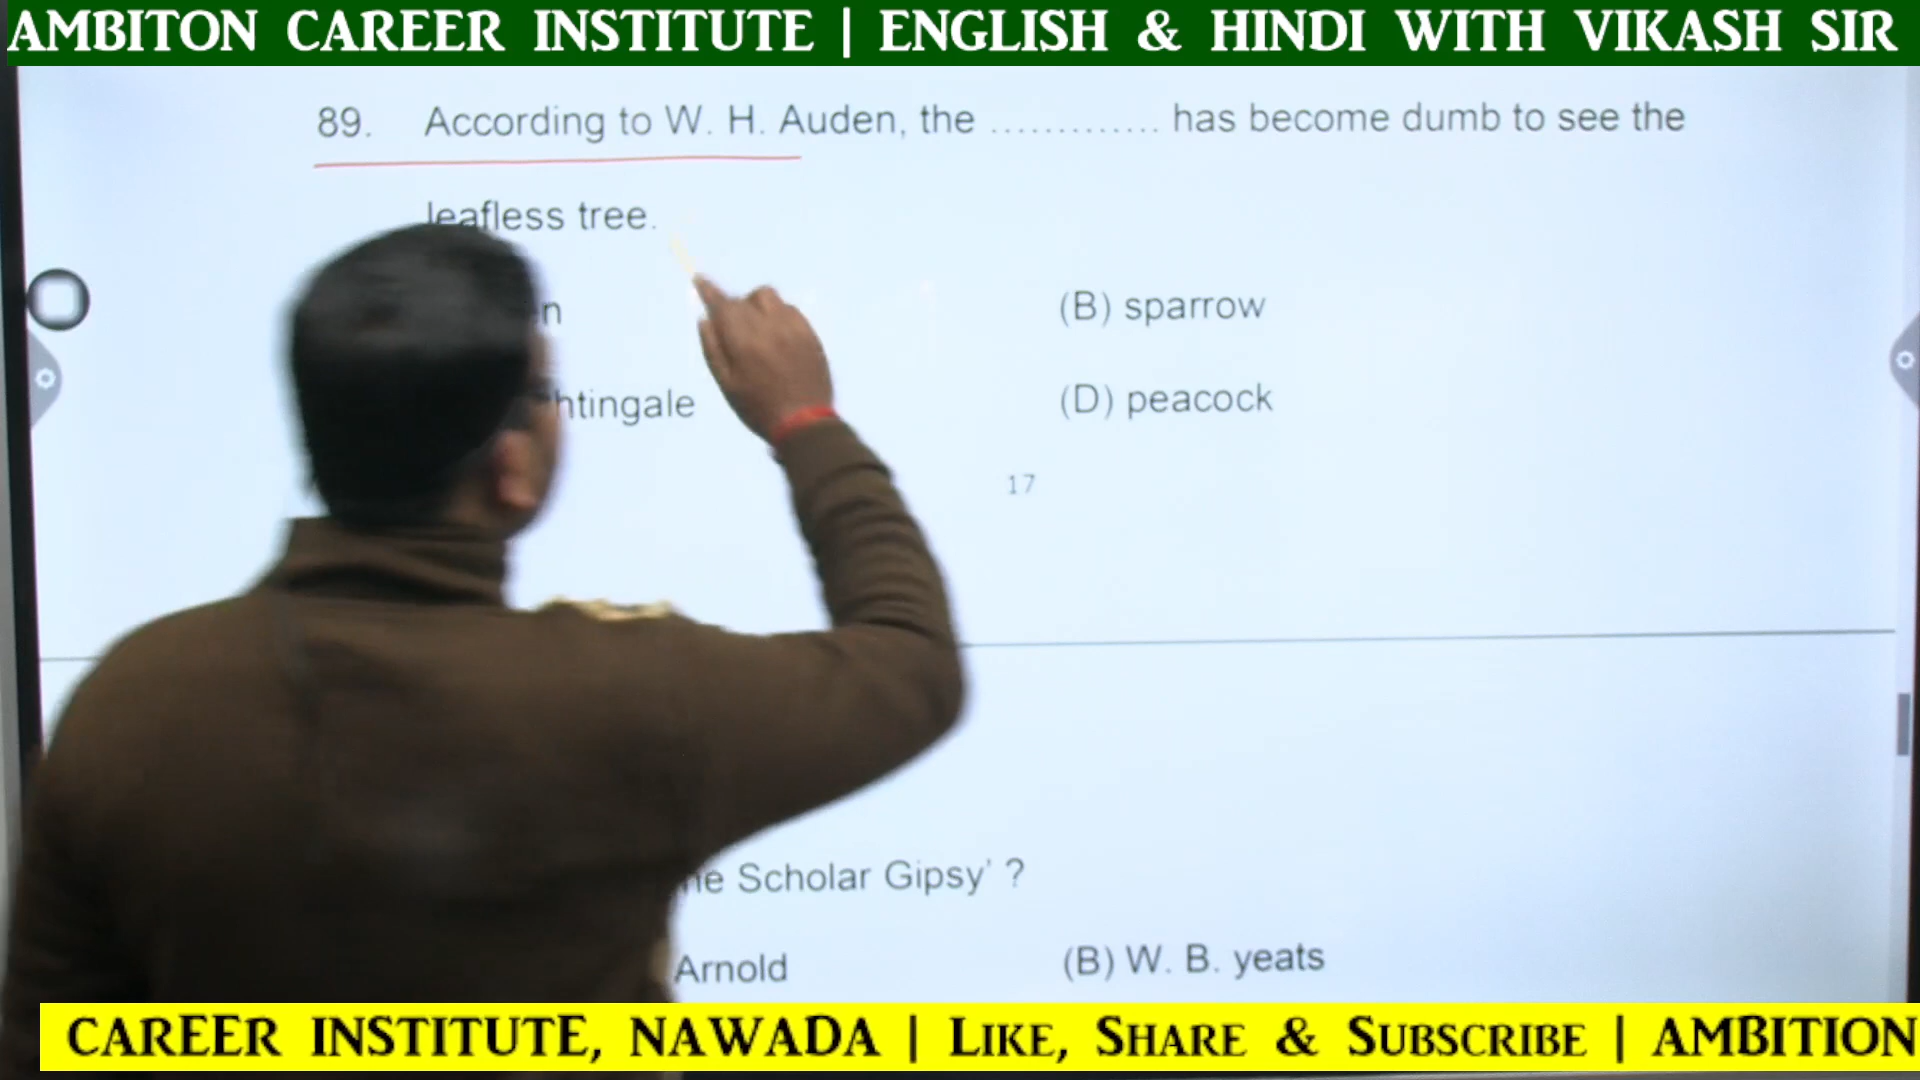 AMBITON CAREER INSTITUTE | ENGLISH & HINDI WITH VIKASH SIR
89. According to W. H. Auden, the ............. has become dumb to see the
leafless tree.
(B) sparrow
(D) peacock
17
Scholar Gipsy' ?
Arnold (B) W. B. yeats
CAREER INSTITUTE, NAWADA | LIKE, SHARE & SUBSCRIBE | AMBITION